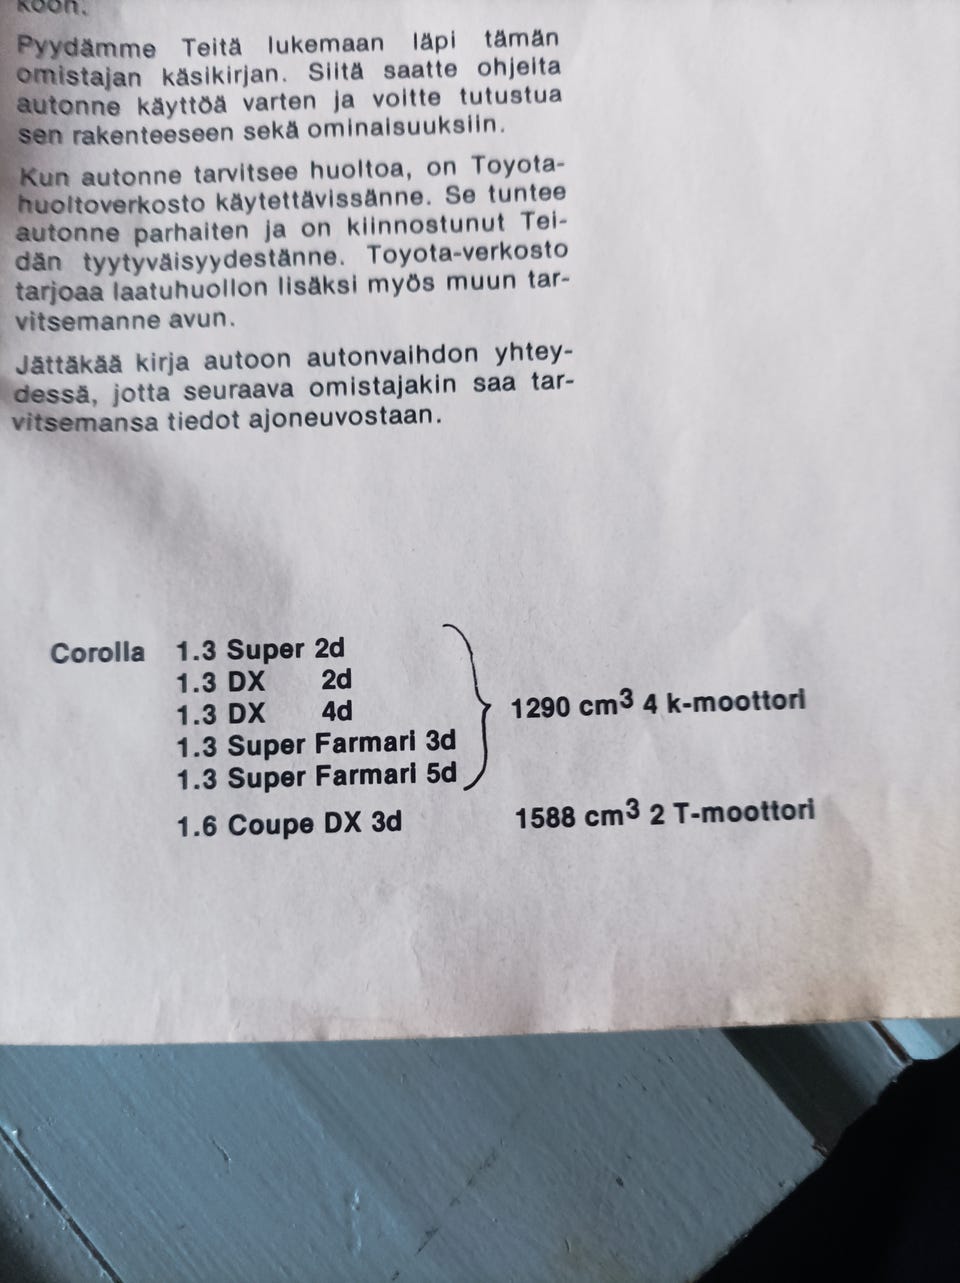 koon.
Pyydämme Teitä lukemaan läpi tämän
omistajan käsikirjan. Siitä saatte ohjeita
autonne käyttöä varten ja voitte tutustua
sen rakenteeseen sekä ominaisuuksiin.
Kun autonne tarvitsee huoltoa, on Toyota-
huoltoverkosto käytettävissänne. Se tuntee
autonne parhaiten ja on kiinnostunut Tei-
dän tyytyväisyydestänne. Toyota-verkosto
tarjoaa laatuhuollon lisäksi myös muun tar-
vitsemanne avun.
Jättäkää kirja autoon autonvaihdon yhtey-
dessä, jotta seuraava omistajakin saa tar-
vitsemansa tiedot ajoneuvostaan.
Corolla 1.3 Super 2d
1.3 DX 2d
1.3 DX 4d
1290 cm³ 4 k-moottori
1.3 Super Farmari 3d
1.3 Super Farmari 5d
1.6 Coupe DX 3d 1588 cm³ 2 T-moottori